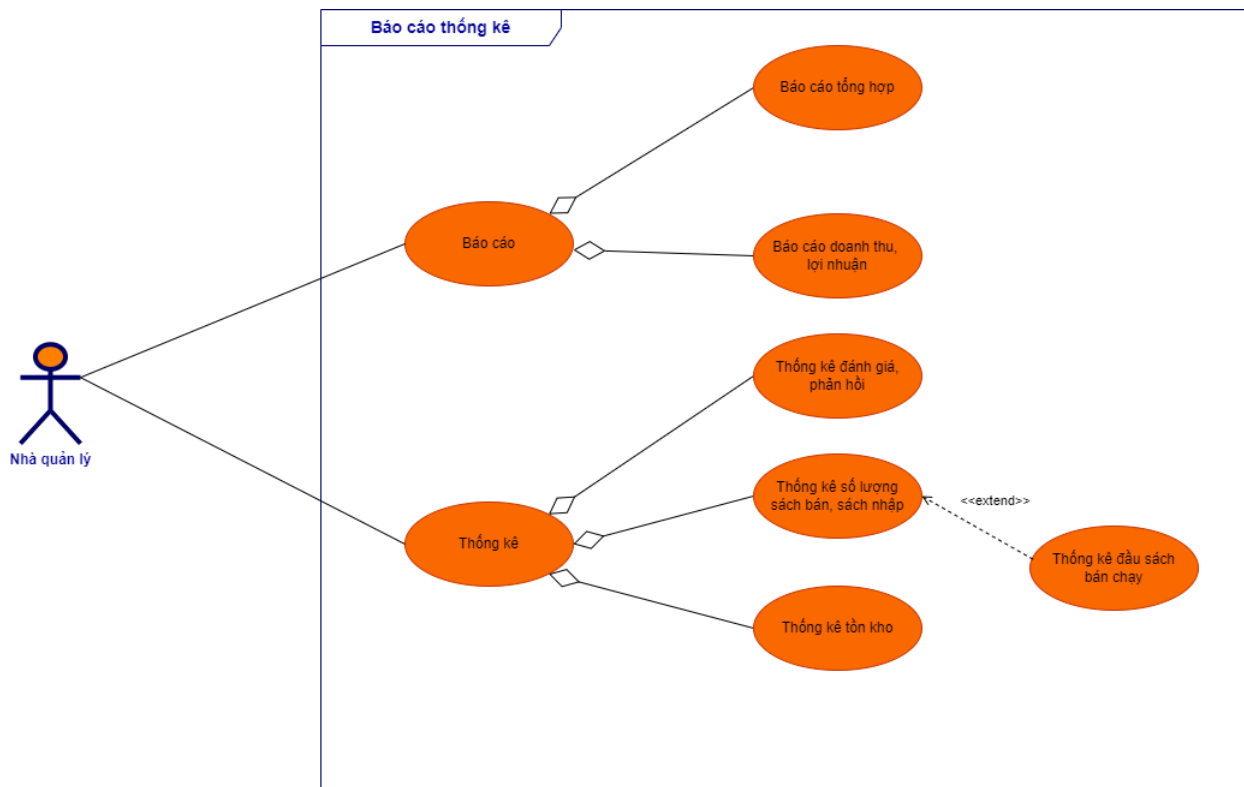 Báo cáo thống kê
Báo cáo tổng hợp
Báo cáo
Báo cáo doanh thu,
lợi nhuận
Thống kê đánh giá,
phản hồi
Nhà quản lý
Thống kê số lượng
sách bán, sách nhập
<<extend>>
Thống kê
Thống kê đầu sách
bán chạy
Thống kê tồn kho